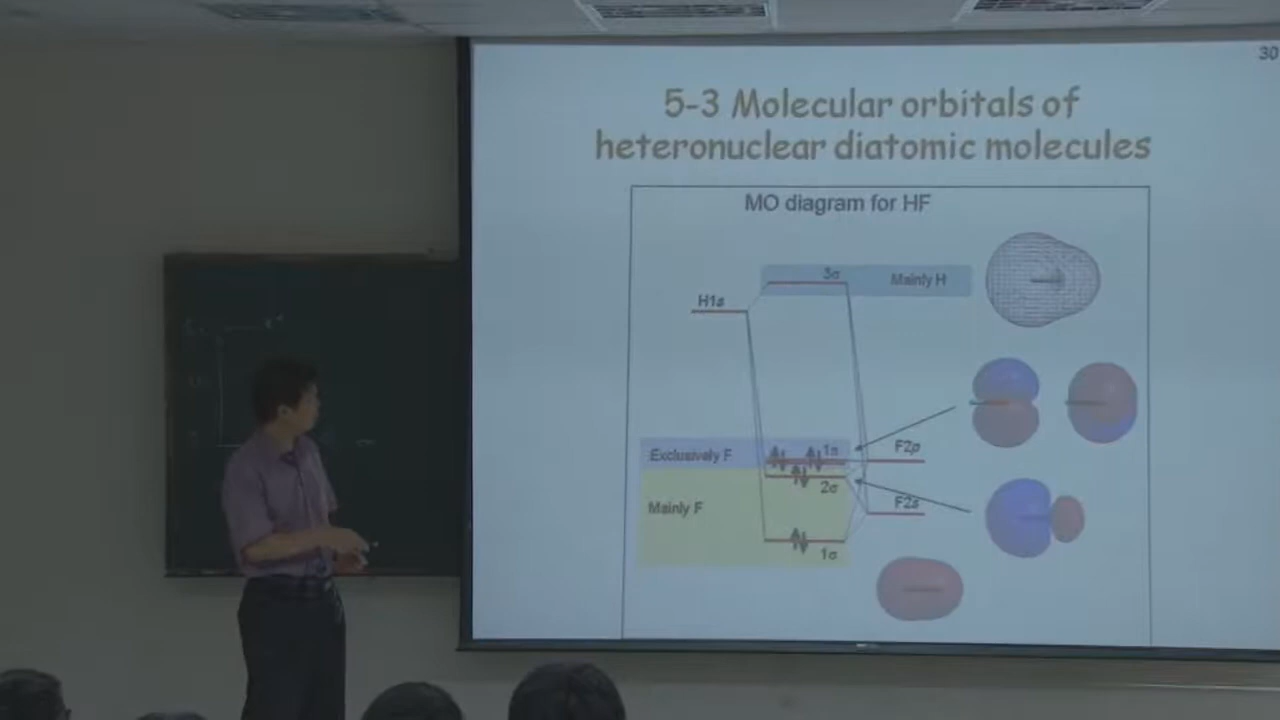 30
5-3 Molecular orbitals of
heteronuclear diatomic molecules
MO diagram for HF
3σ
Mainly H
H1s
Exclusively F
1π
F2p
2σ
Mainly F
F2s
1σ